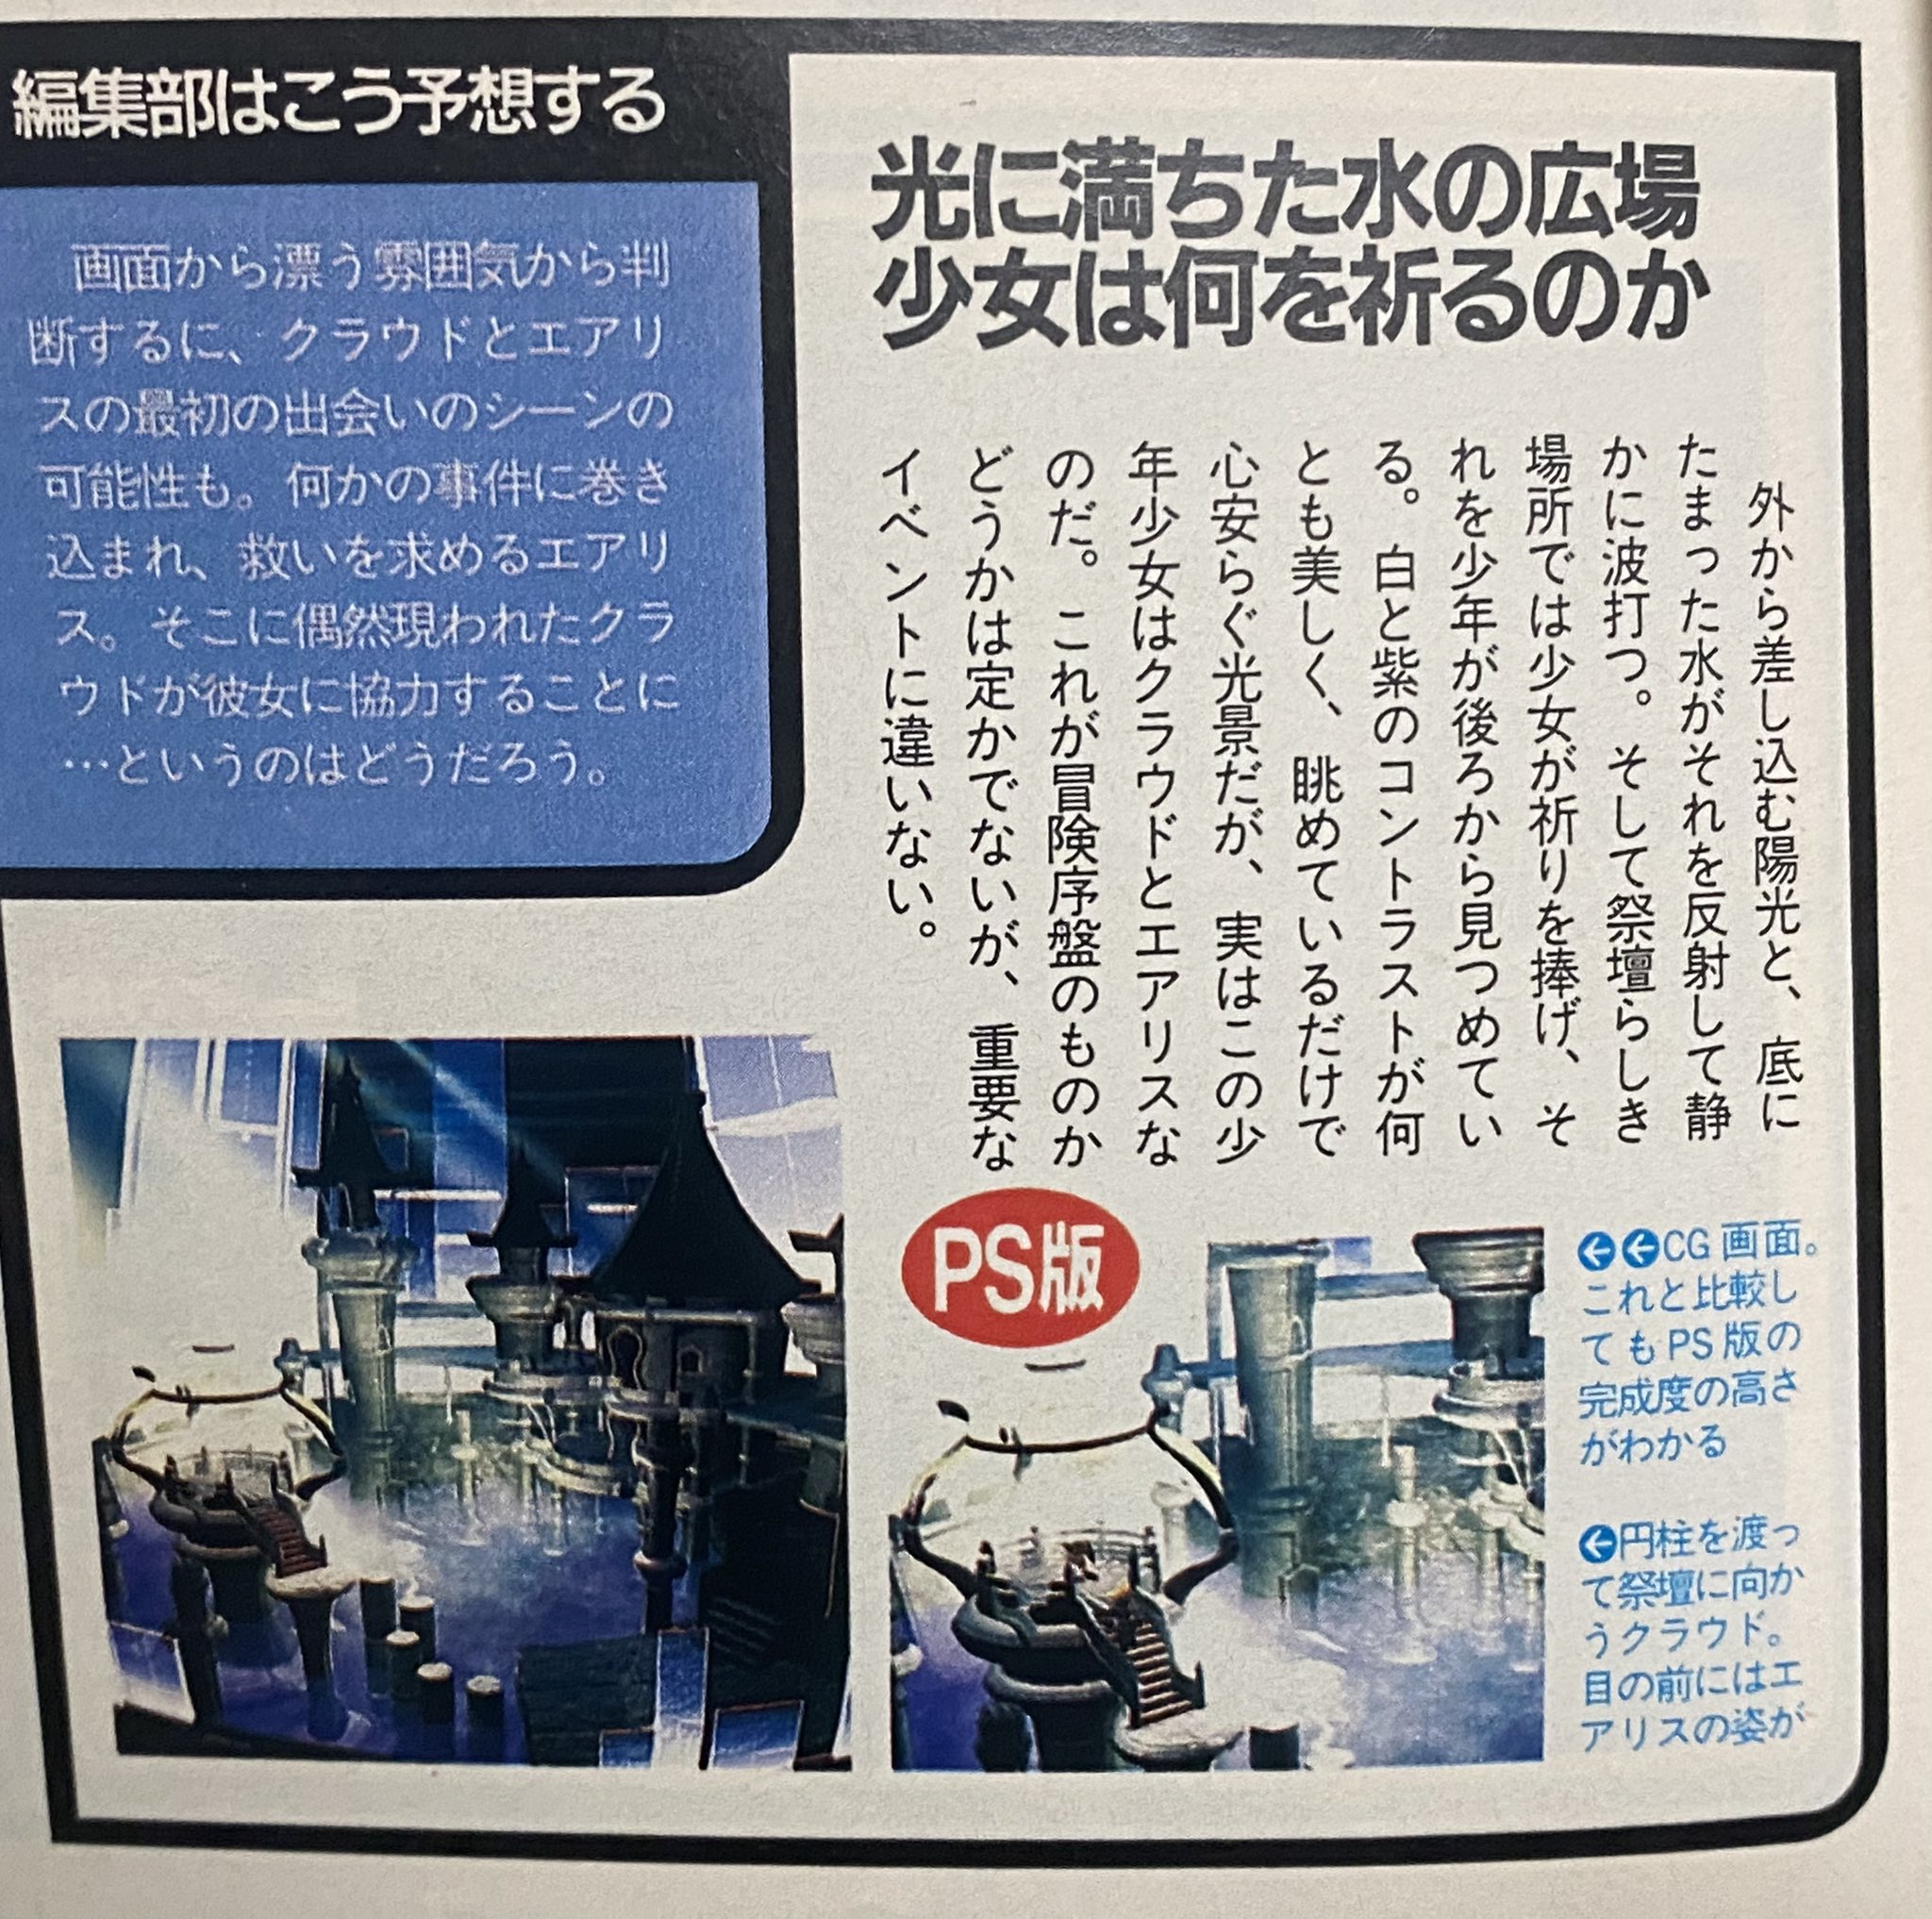 編集部はこう予想する
画面から漂う雰囲気から判
断するに、クラウドとエアリ
スの最初の出会いのシーンの
可能性も。何かの事件に巻き
込まれ、救いを求めるエアリ
ス。そこに偶然現われたクラ
ウドが彼女に協力することに
…というのはどうだろう。
光に満ちた水の広場
少女は何を祈るのか
外から差し込む陽光と、底に
たまった水がそれを反射して静
かに波打つ。そして祭壇らしき
場所では少女が祈りを捧げ、そ
れを少年が後ろから見つめてい
る。白と紫のコントラストが何
とも美しく、眺めているだけで
心安らぐ光景だが、実はこの少
年少女はクラウドとエアリスな
のだ。これが冒険序盤のものか
どうかは定かでないが、重要な
イベントに違いない。
PS版
←←CG画面。
これと比較し
てもPS版の
完成度の高さ
がわかる
←円柱を渡っ
て祭壇に向か
うクラウド。
目の前にはエ
アリスの姿が